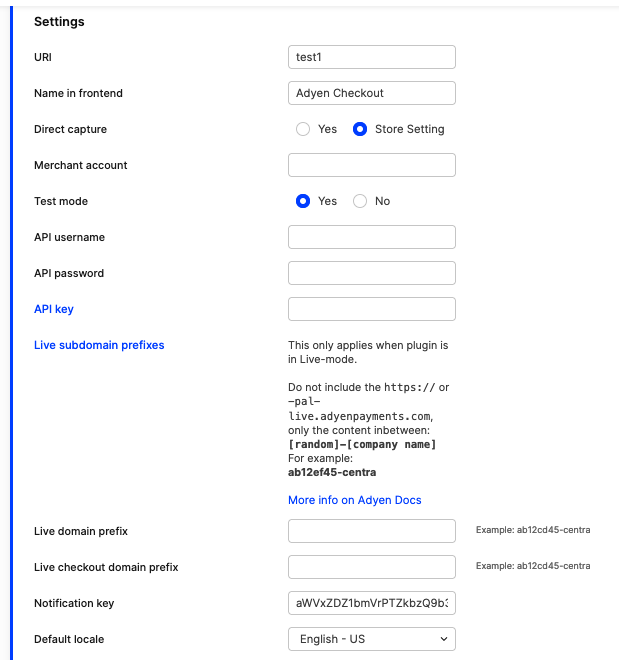 Settings
URI test1
Name in frontend Adyen Checkout
Direct capture Yes Store Setting
Merchant account
Test mode Yes No
API username
API password
API key
Live subdomain prefixes This only applies when plugin is
in Live-mode.
Do not include the https:// or
-pal-
live.adyenpayments.com,
only the content inbetween:
[random]-[company name]
For example:
ab12ef45-centra
More info on Adyen Docs
Live domain prefix Example: ab12cd45-centra
Live checkout domain prefix Example: ab12cd45-centra
Notification key aWVxZDZ1bmVrPTZkbzQ9b3
Default locale English - US